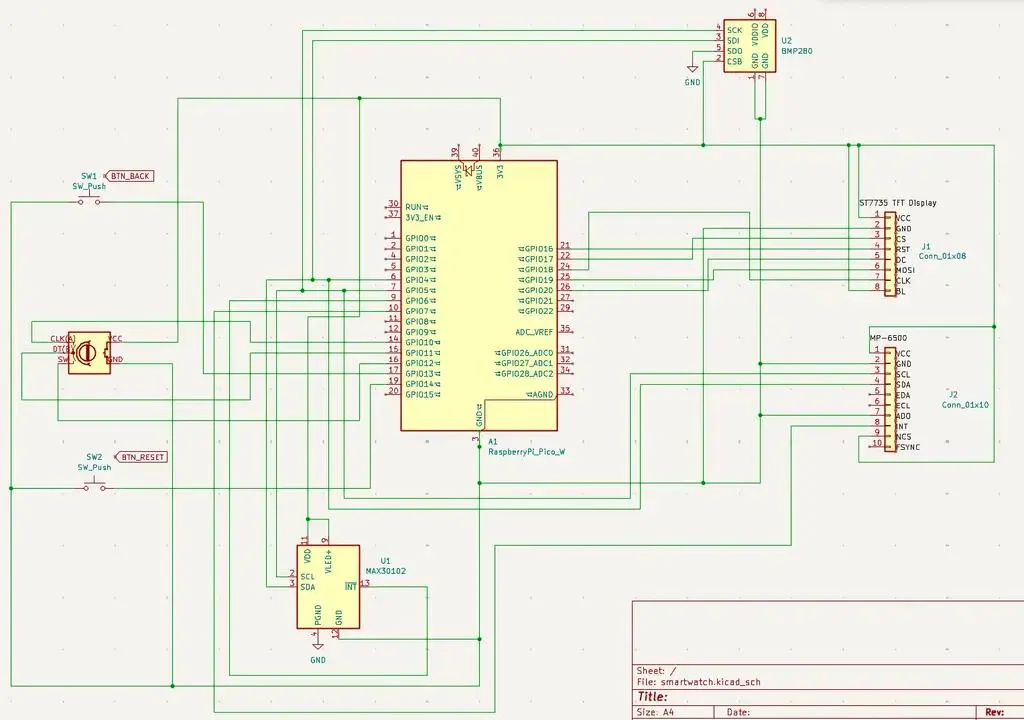 6
8
VDDIO
VDD
4 SCK
3 SDI
5 SDO
2 CSB
GND
GND
1
7
U2
BMP280
GND
SW1
SW_Push
BTN_BACK
39
40
36
VSYS
VBUS
3V3
30 RUN
37 3V3_EN
1 GPIO0
2 GPIO1
4 GPIO2
5 GPIO3
6 GPIO4
7 GPIO5
9 GPIO6
10 GPIO7
11 GPIO8
12 GPIO9
14 GPIO10
15 GPIO11
16 GPIO12
17 GPIO13
19 GPIO14
20 GPIO15
GPIO16 21
GPIO17 22
GPIO18 24
GPIO19 25
GPIO20 26
GPIO21 27
GPIO22 29
ADC_VREF 35
GPIO26_ADC0 31
GPIO27_ADC1 32
GPIO28_ADC2 34
AGND 33
GND
3
A1
RaspberryPi_Pico_W
ST7735 TFT Display
1 VCC
2 GND
3 CS
4 RST
5 DC
6 MOSI
7 CLK
8 BL
J1
Conn_01x08
MP-6500
1 VCC
2 GND
3 SCL
4 SDA
5 EDA
6 ECL
7 ADO
8 INT
9 NCS
10 FSYNC
J2
Conn_01x10
CLK(A)
DT(B)
SW
VCC
GND
SW2
SW_Push
BTN_RESET
11
9
VDD
VLED+
2 SCL
3 SDA
INT 13
PGND
GND
4
12
U1
MAX30102
GND
Sheet: /
File: smartwatch.kicad_sch
Title:
Size: A4
Date:
Rev: